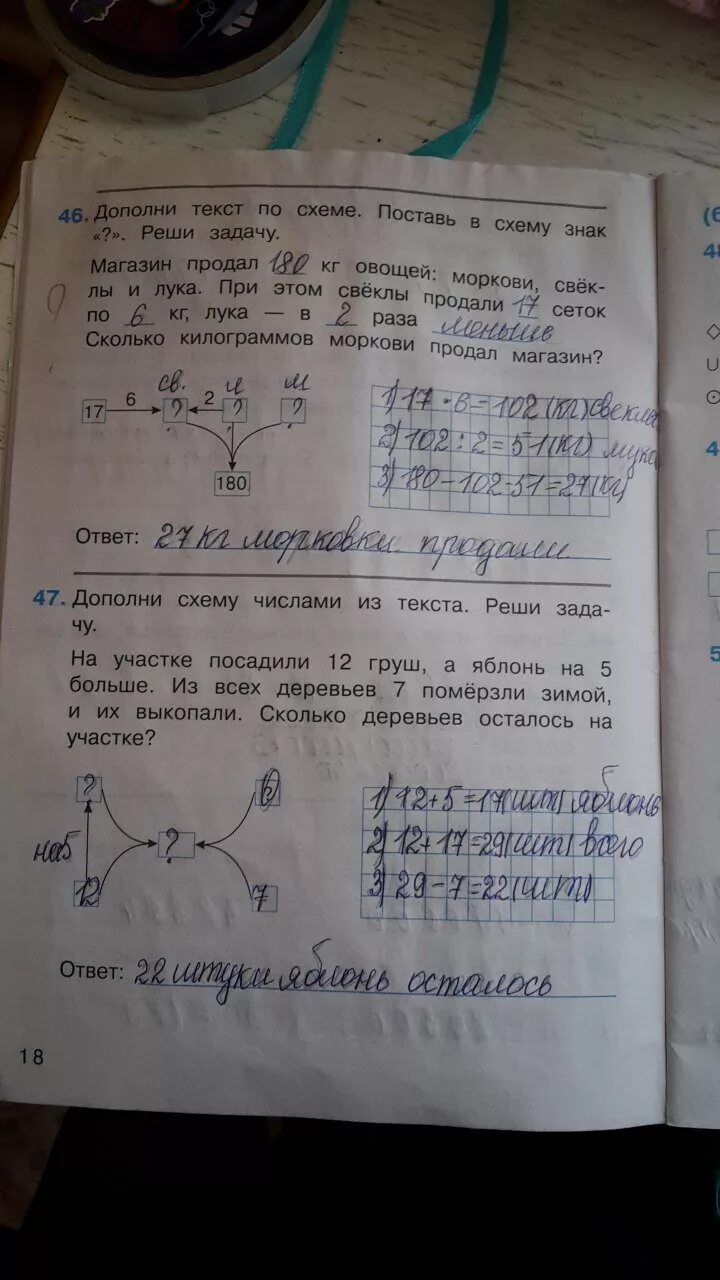 46. Дополни текст по схеме. Поставь в схему знак
«?». Реши задачу.
Магазин продал 180 кг овощей: моркови, свёк-
лы и лука. При этом свёклы продали 17 сеток
по 6 кг, лука — в 2 раза меньше
Сколько килограммов моркови продал магазин?
св. л м
17 6 ? 2 ? ?
180
1) 17 · 6 = 102 (кг) свекла
2) 102 : 2 = 51 (кг) лука
3) 180 – 102 - 51 = 27 (кг)
Ответ: 27 кг морковки продали
47. Дополни схему числами из текста. Реши зада-
чу.
На участке посадили 12 груш, а яблонь на 5
больше. Из всех деревьев 7 помёрзли зимой,
и их выкопали. Сколько деревьев осталось на
участке?
?
на 5 ?
12 7
1) 12 + 5 = 17 (шт) яблонь
2) 12 + 17 = 29 (шт) всего
3) 29 – 7 = 22 (шт)
Ответ: 22 штуки яблонь осталось
18